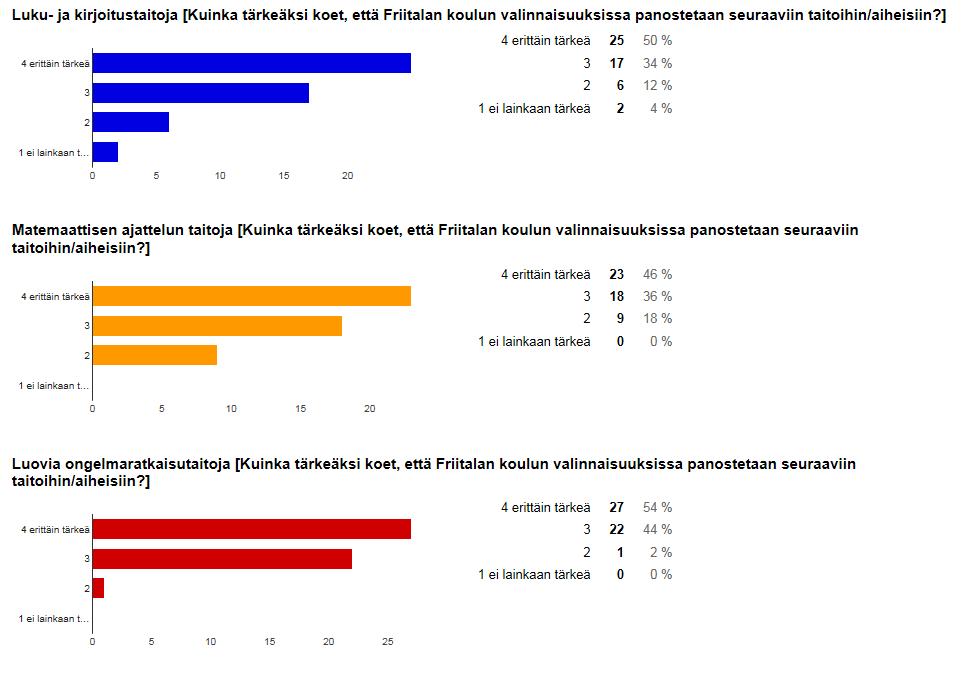 Luku- ja kirjoitustaitoja [Kuinka tärkeäksi koet, että Friitalan koulun valinnaisuuksissa panostetaan seuraaviin taitoihin/aiheisiin?]
4 erittäin tärkeä
3
2
1 ei lainkaan t...
0 5 10 15 20
4 erittäin tärkeä 25 50 %
3 17 34 %
2 6 12 %
1 ei lainkaan tärkeä 2 4 %
Matemaattisen ajattelun taitoja [Kuinka tärkeäksi koet, että Friitalan koulun valinnaisuuksissa panostetaan seuraaviin
taitoihin/aiheisiin?]
4 erittäin tärkeä
3
2
1 ei lainkaan t...
0 5 10 15 20
4 erittäin tärkeä 23 46 %
3 18 36 %
2 9 18 %
1 ei lainkaan tärkeä 0 0 %
Luovia ongelmaratkaisutaitoja [Kuinka tärkeäksi koet, että Friitalan koulun valinnaisuuksissa panostetaan seuraaviin
taitoihin/aiheisiin?]
4 erittäin tärkeä
3
2
1 ei lainkaan t...
0 5 10 15 20 25
4 erittäin tärkeä 27 54 %
3 22 44 %
2 1 2 %
1 ei lainkaan tärkeä 0 0 %